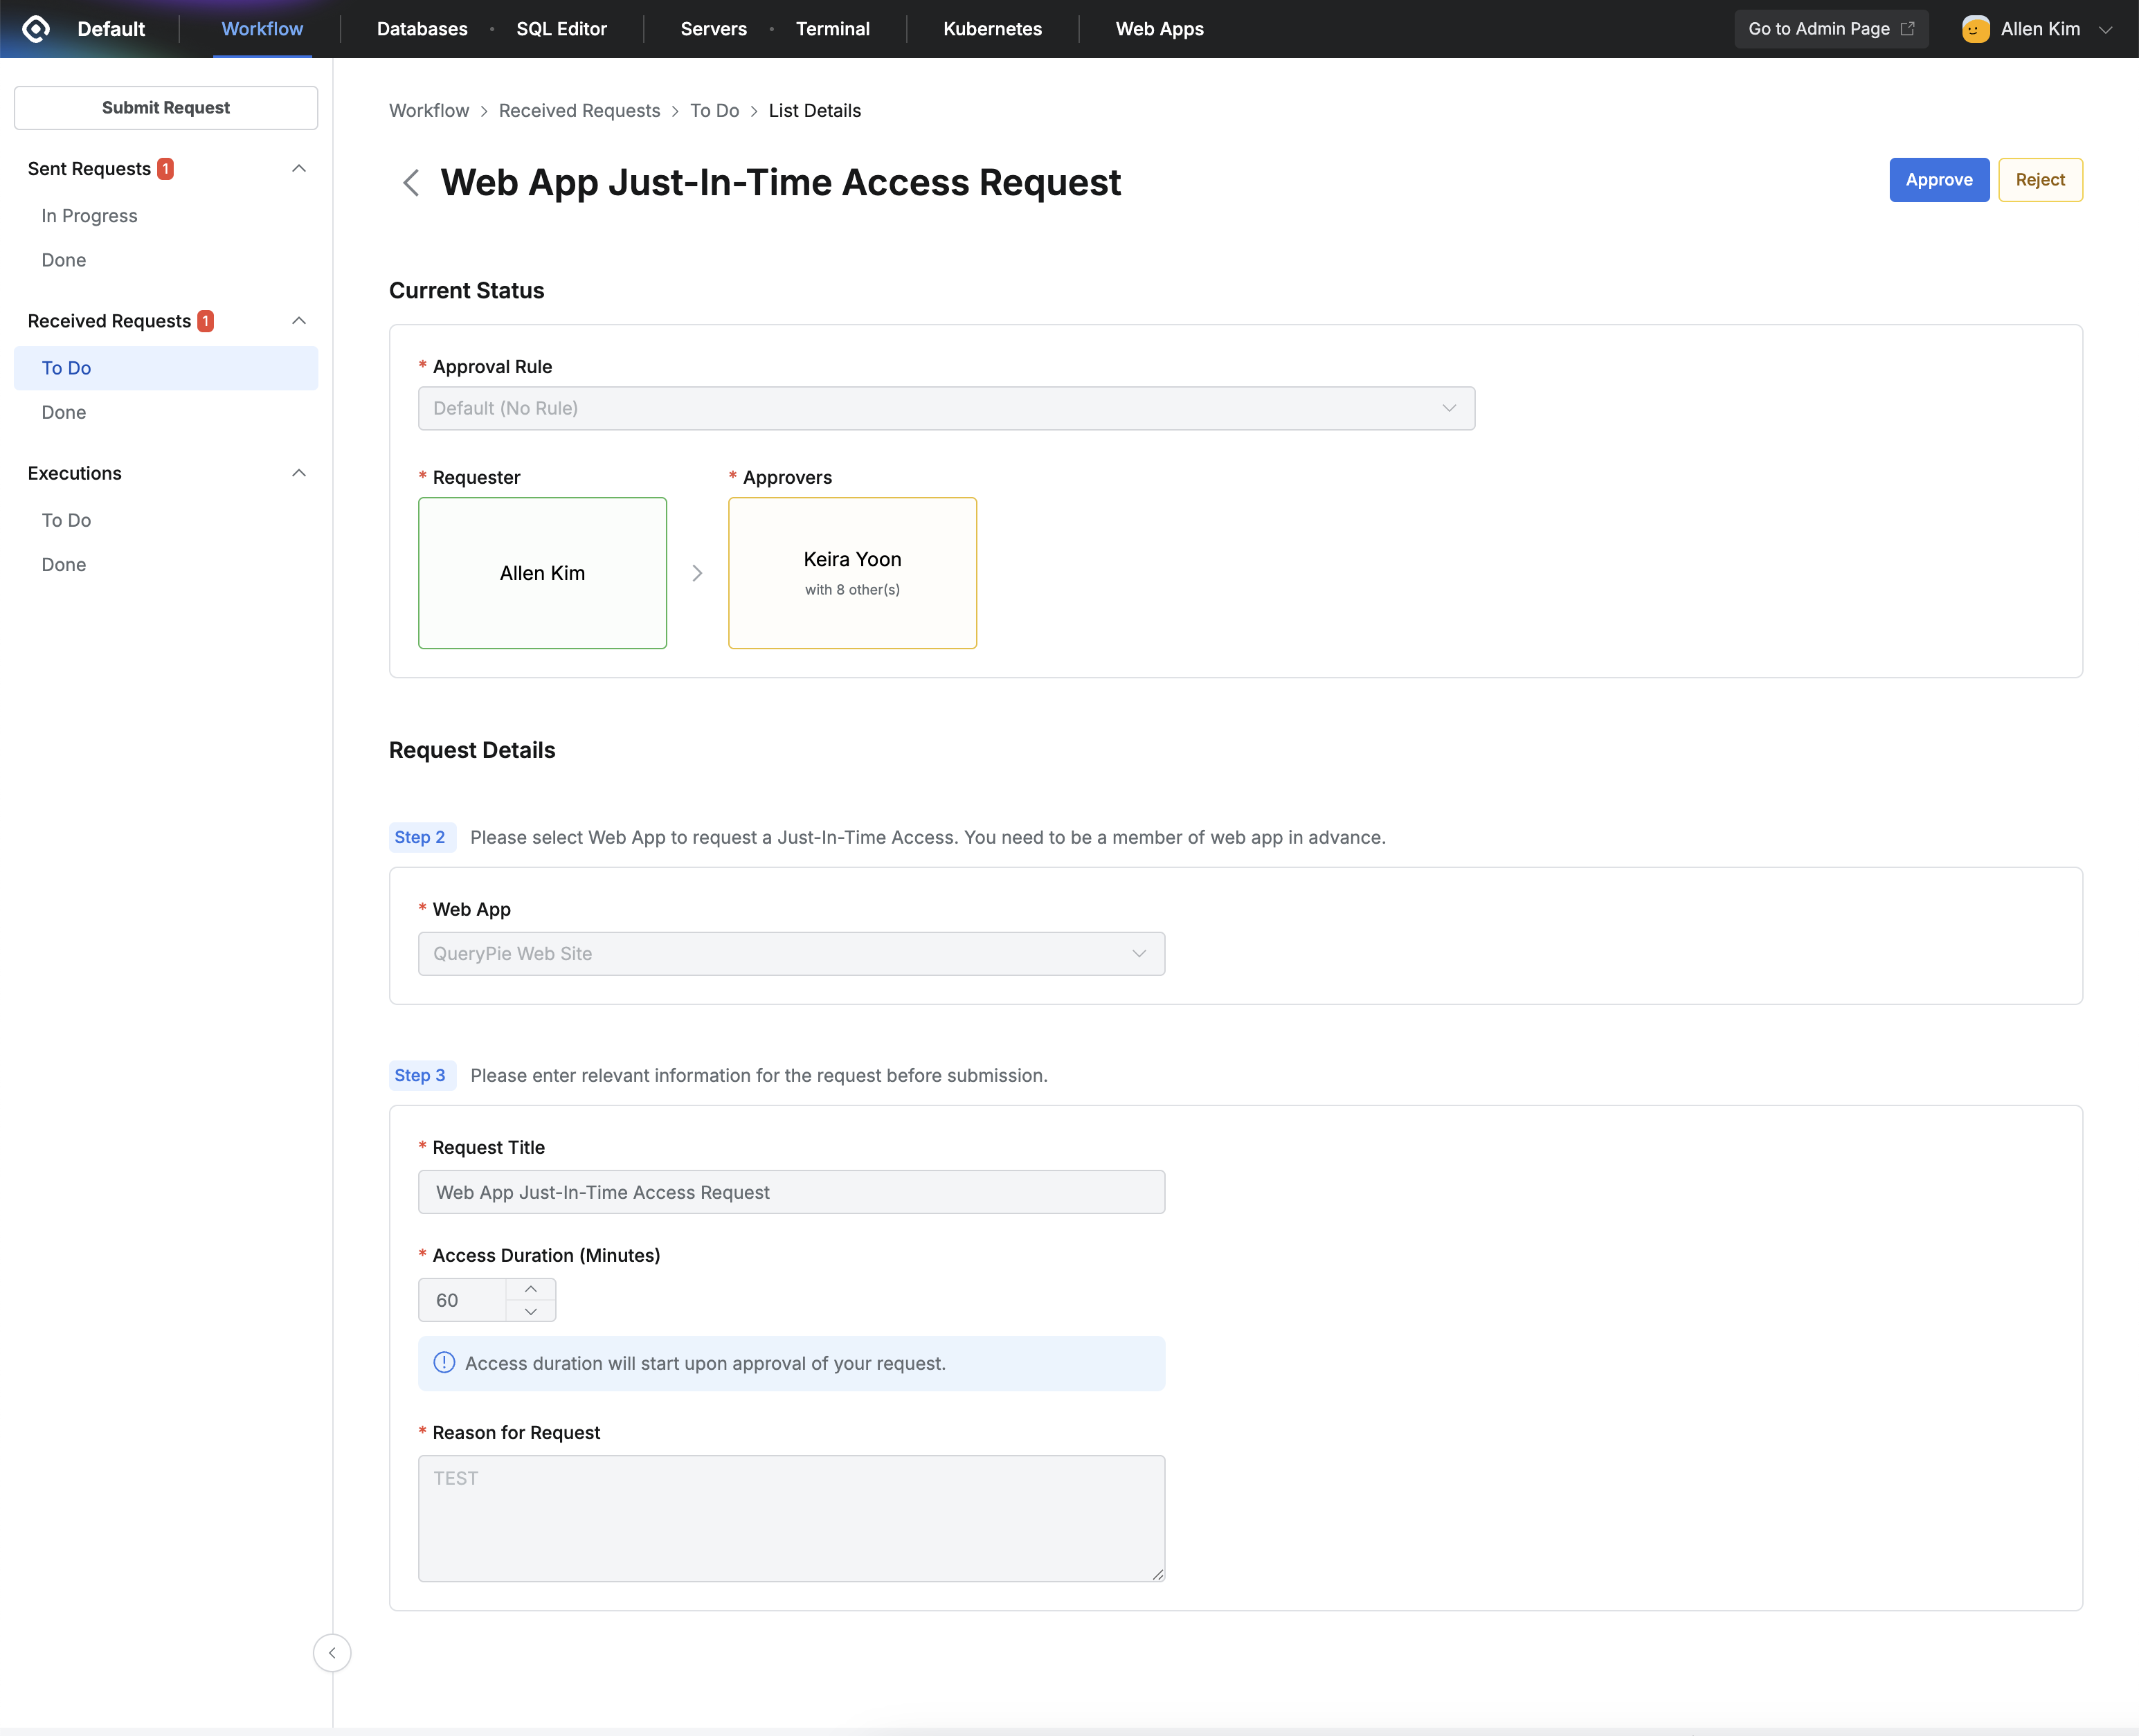 Default
Workflow
Databases
SQL Editor
Servers
Terminal
Kubernetes
Web Apps
Go to Admin Page
Allen Kim
Submit Request
Sent Requests 1
In Progress
Done
Received Requests 1
To Do
Done
Executions
To Do
Done
Workflow > Received Requests > To Do > List Details
Web App Just-In-Time Access Request
Approve
Reject
Current Status
* Approval Rule
Default (No Rule)
* Requester
Allen Kim
* Approvers
Keira Yoon
with 8 other(s)
Request Details
Step 2 Please select Web App to request a Just-In-Time Access. You need to be a member of web app in advance.
* Web App
QueryPie Web Site
Step 3 Please enter relevant information for the request before submission.
* Request Title
Web App Just-In-Time Access Request
* Access Duration (Minutes)
60
Access duration will start upon approval of your request.
* Reason for Request
TEST